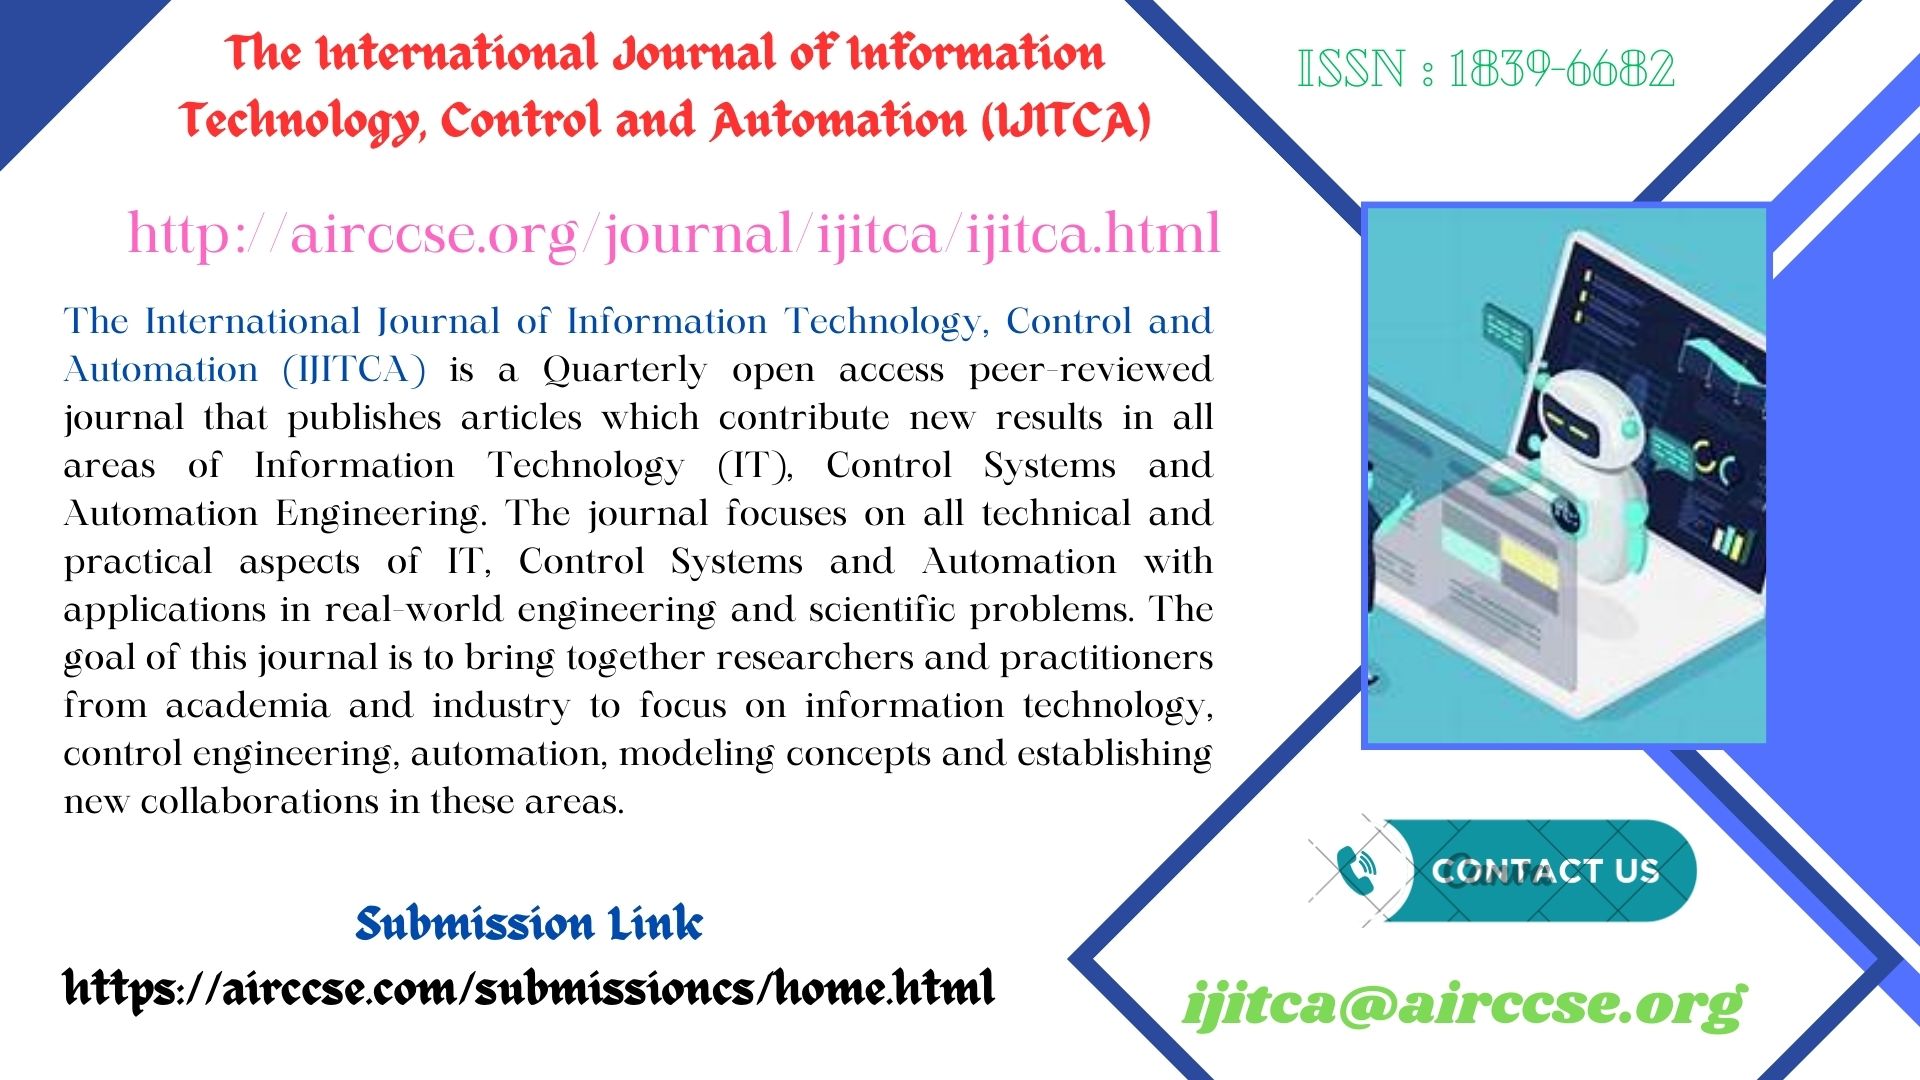 The International Journal of Information
Technology, Control and Automation (IJITCA)
ISSN : 1839-6682
http://airccse.org/journal/ijitca/ijitca.html
The International Journal of Information Technology, Control and
Automation (IJITCA) is a Quarterly open access peer-reviewed
journal that publishes articles which contribute new results in all
areas of Information Technology (IT), Control Systems and
Automation Engineering. The journal focuses on all technical and
practical aspects of IT, Control Systems and Automation with
applications in real-world engineering and scientific problems. The
goal of this journal is to bring together researchers and practitioners
from academia and industry to focus on information technology,
control engineering, automation, modeling concepts and establishing
new collaborations in these areas.
CONTACT US
Canva
Submission Link
https://airccse.com/submissioncs/home.html
ijitca@airccse.org